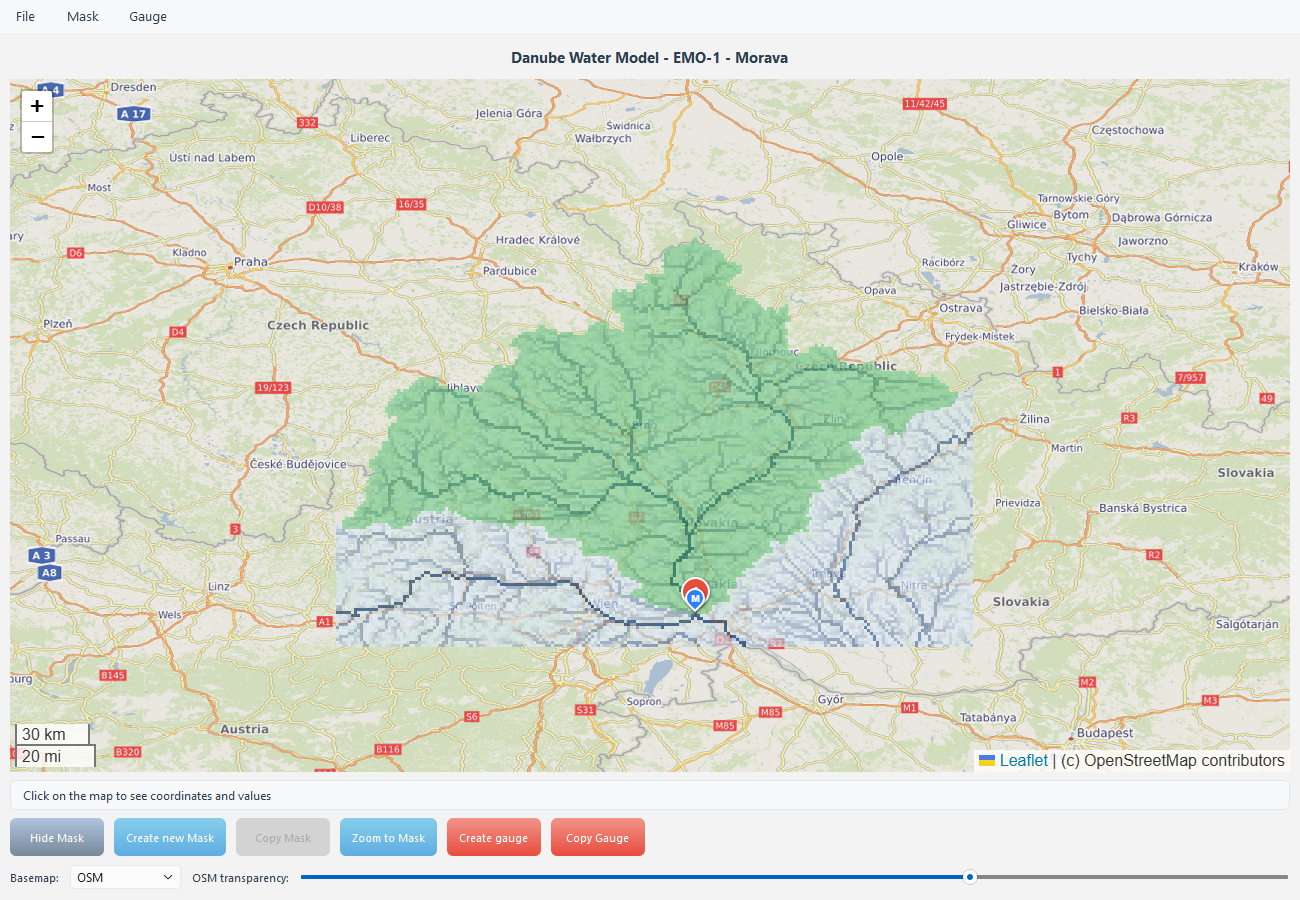 File Mask Gauge
Danube Water Model - EMO-1 - Morava
+
−
A 4
Dresden
A 17
332
Liberec
Jelenia Góra
Świdnica
Wałbrzych
11/42/45
Częstochowa
Ústí nad Labem
Opole
Most
D10/38
16/35
Tarnowskie Góry
Bytom
Dąbrowa Górnicza
Gliwice
Jaworzno
ary
D6
Kladno
Praha
Hradec Králové
Pardubice
Racibórz
Tychy
Żory
Kraków
Opava
Jastrzębie-Zdrój
Ostrava
Bielsko-Biała
Plzeň
D4
Czech Republic
Frýdek-Místek
Olomouc
Czech Republic
19/123
Jihlava
1
7/957
49
Zlín
Brno
Žilina
R3
Martin
České Budějovice
Slovakia
Trenčín
Prievidza
Banská Bystrica
Austria
3
Passau
A 3
A8
R2
Linz
Nitra
Wels
A1
Wien
Slovakia
M
Salgótarján
B145
Sopron
Győr
M2
M1
M3
S6
S31
M85
M85
Tatabánya
Budapest
Austria
B116
B320
30 km
20 mi
Leaflet | (c) OpenStreetMap contributors
Click on the map to see coordinates and values
Hide Mask Create new Mask Copy Mask Zoom to Mask Create gauge Copy Gauge
Basemap: OSM OSM transparency: